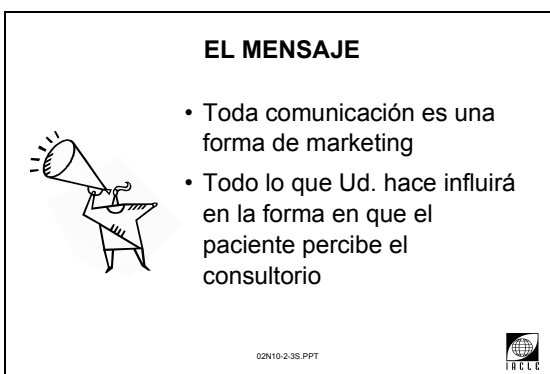 EL MENSAJE
• Toda comunicación es una
forma de marketing
• Todo lo que Ud. hace influirá
en la forma en que el
paciente percibe el
consultorio
02N10-2-3S.PPT
IACLE